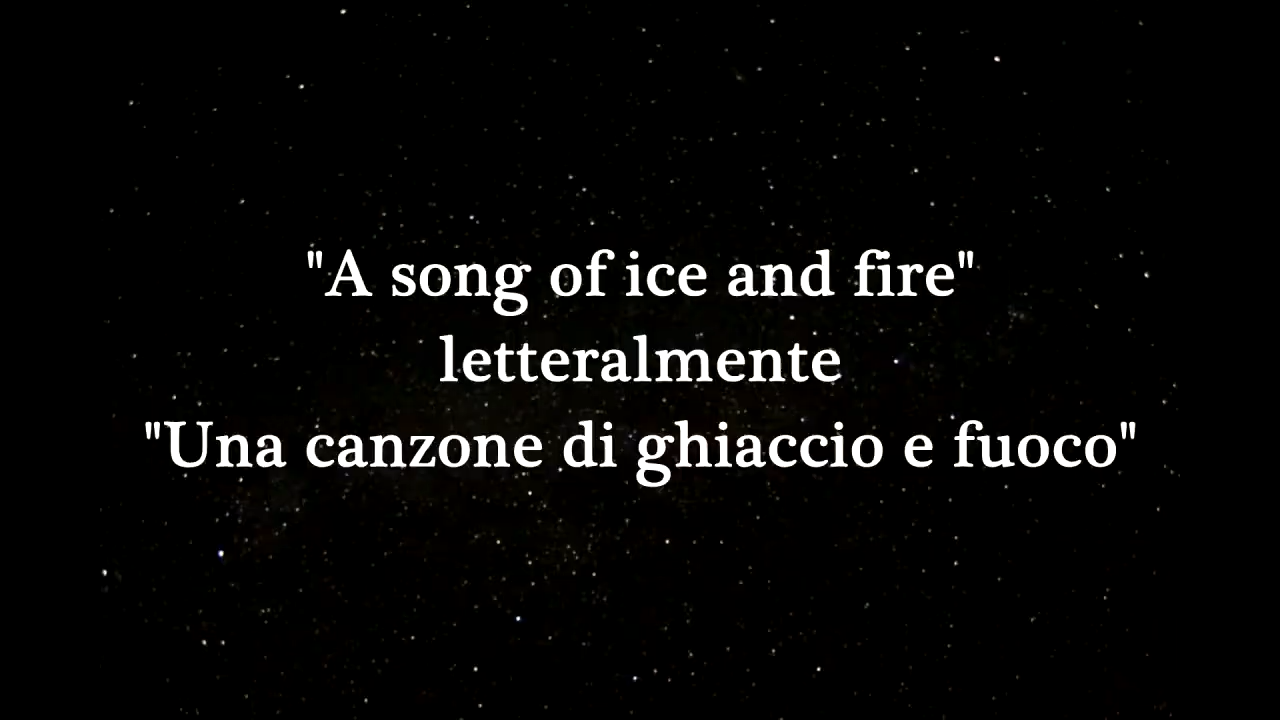 "A song of ice and fire"
letteralmente
"Una canzone di ghiaccio e fuoco"